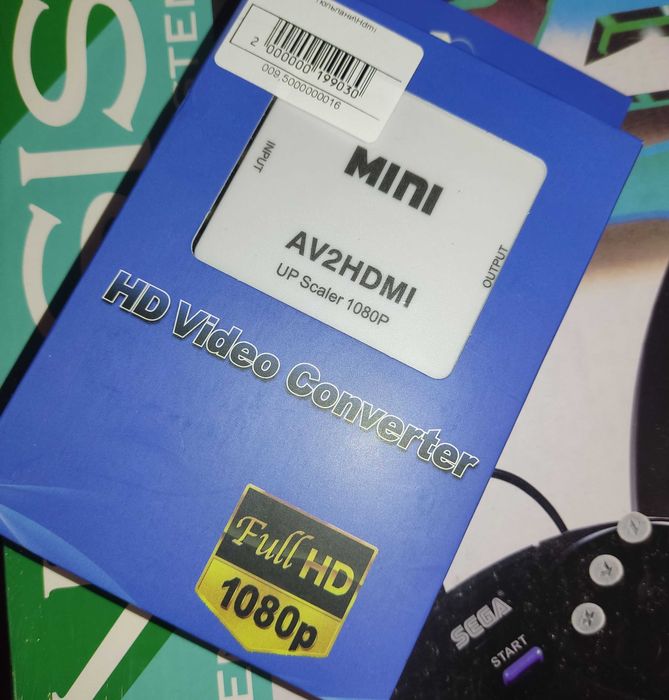 ТюльпаниHdmi
2 000000 199030
009.5000000016
INPUT
MINI
AV2HDMI
UP Scaler 1080P
OUTPUT
HD Video Converter
Full HD
1080p
SEGA
START